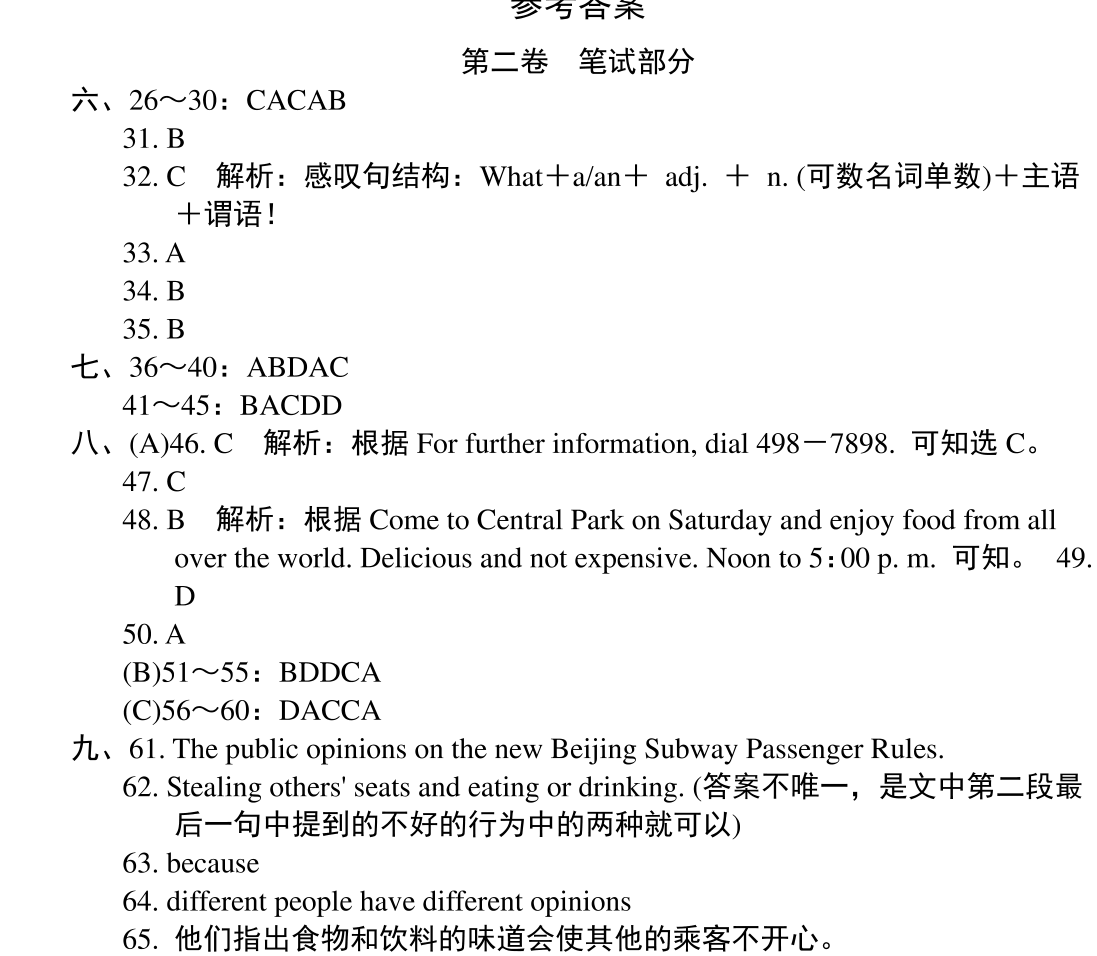 参考答案
第二卷　笔试部分
六、26～30：CACAB
31. B
32. C　解析：感叹句结构：What＋a/an＋ adj. ＋ n. (可数名词单数)＋主语
＋谓语！
33. A
34. B
35. B
七、36～40：ABDAC
41～45：BACDD
八、(A)46. C　解析：根据 For further information, dial 498－7898. 可知选 C。
47. C
48. B　解析：根据 Come to Central Park on Saturday and enjoy food from all
over the world. Delicious and not expensive. Noon to 5：00 p. m. 可知。　49.
D
50. A
(B)51～55：BDDCA
(C)56～60：DACCA
九、61. The public opinions on the new Beijing Subway Passenger Rules.
62. Stealing others' seats and eating or drinking. (答案不唯一，是文中第二段最
后一句中提到的不好的行为中的两种就可以)
63. because
64. different people have different opinions
65. 他们指出食物和饮料的味道会使其他的乘客不开心。